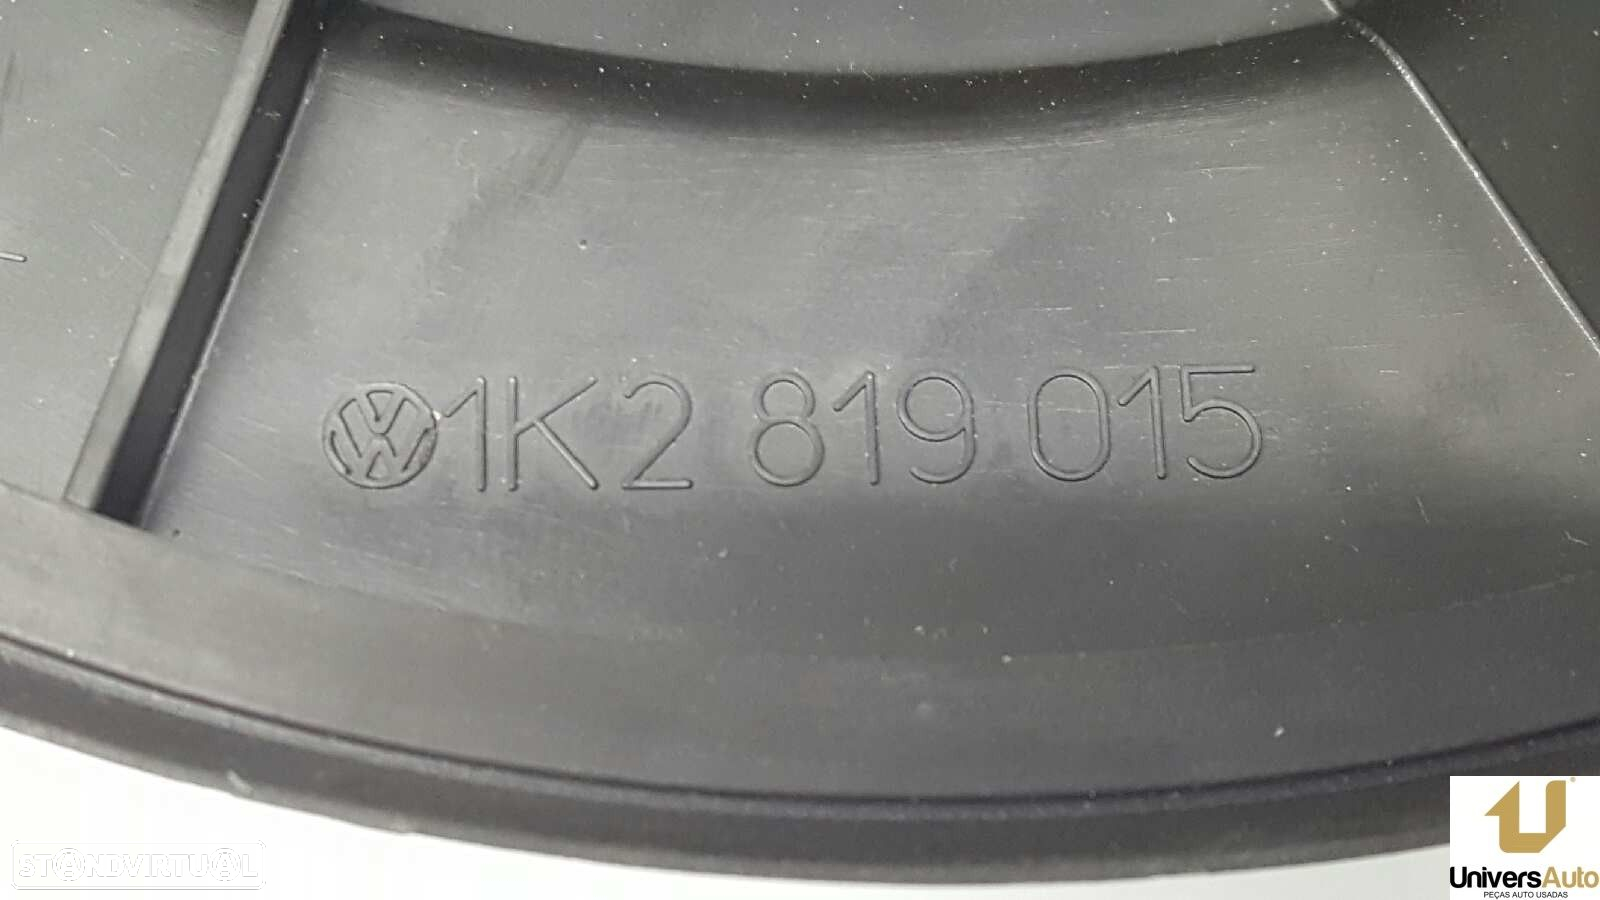 1K2 819 015
STANDVIRTUAL
UNIVERSAUTO
PEÇAS AUTO USADAS